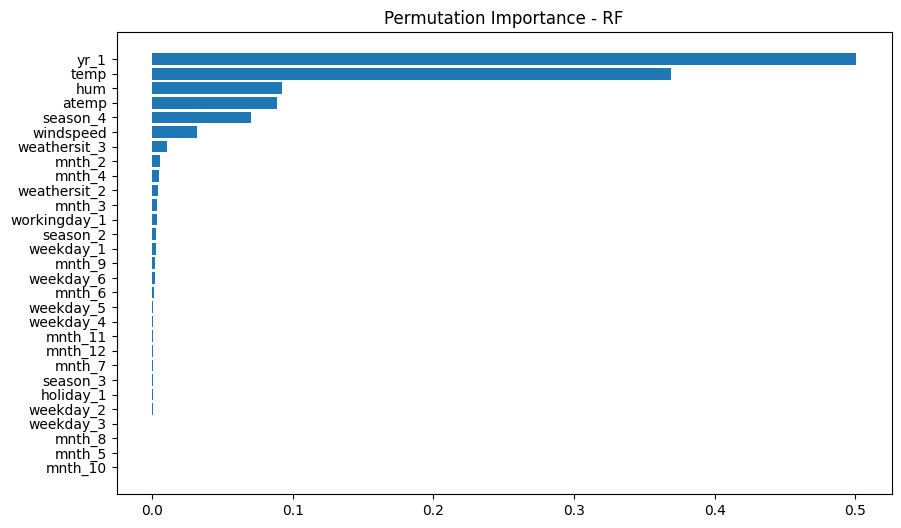 Permutation Importance - RF
yr_1
temp
hum
atemp
season_4
windspeed
weathersit_3
mnth_2
mnth_4
weathersit_2
mnth_3
workingday_1
season_2
weekday_1
mnth_9
weekday_6
mnth_6
weekday_5
weekday_4
mnth_11
mnth_12
mnth_7
season_3
holiday_1
weekday_2
weekday_3
mnth_8
mnth_5
mnth_10
0.0 0.1 0.2 0.3 0.4 0.5